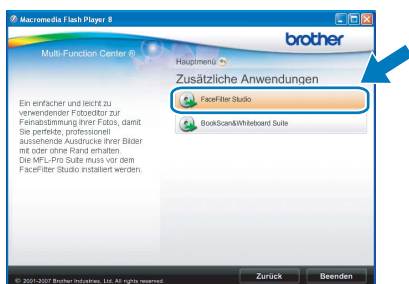 Macromedia Flash Player 8
brother
Multi-Function Center ®
Hauptmenü
Zusätzliche Anwendungen
FaceFilter Studio
BookScan&Whiteboard Suite
Ein einfacher und leicht zu
verwendender Fotoeditor zur
Feinabstimmung Ihrer Fotos, damit
Sie perfekte, professionell
aussehende Ausdrucke Ihrer Bilder
mit oder ohne Rand erhalten.
Die MFL-Pro Suite muss vor dem
FaceFilter Studio installiert werden.
© 2001-2007 Brother Industries, Ltd. All rights reserved.
Zurück
Beenden